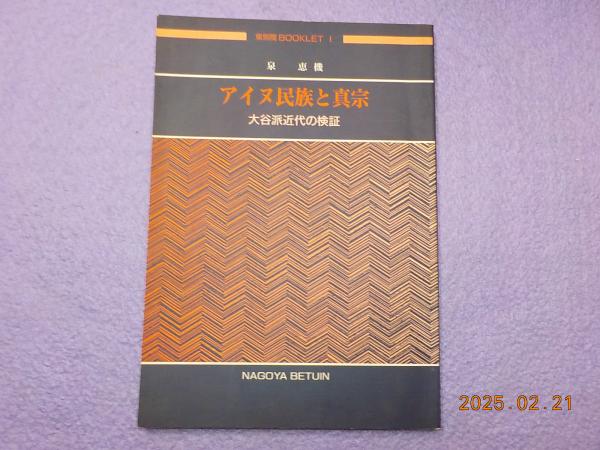 東別院 BOOKLET 1
泉 恵機
アイヌ民族と真宗
大谷派近代の検証
NAGOYA BETUIN
2025.02.21